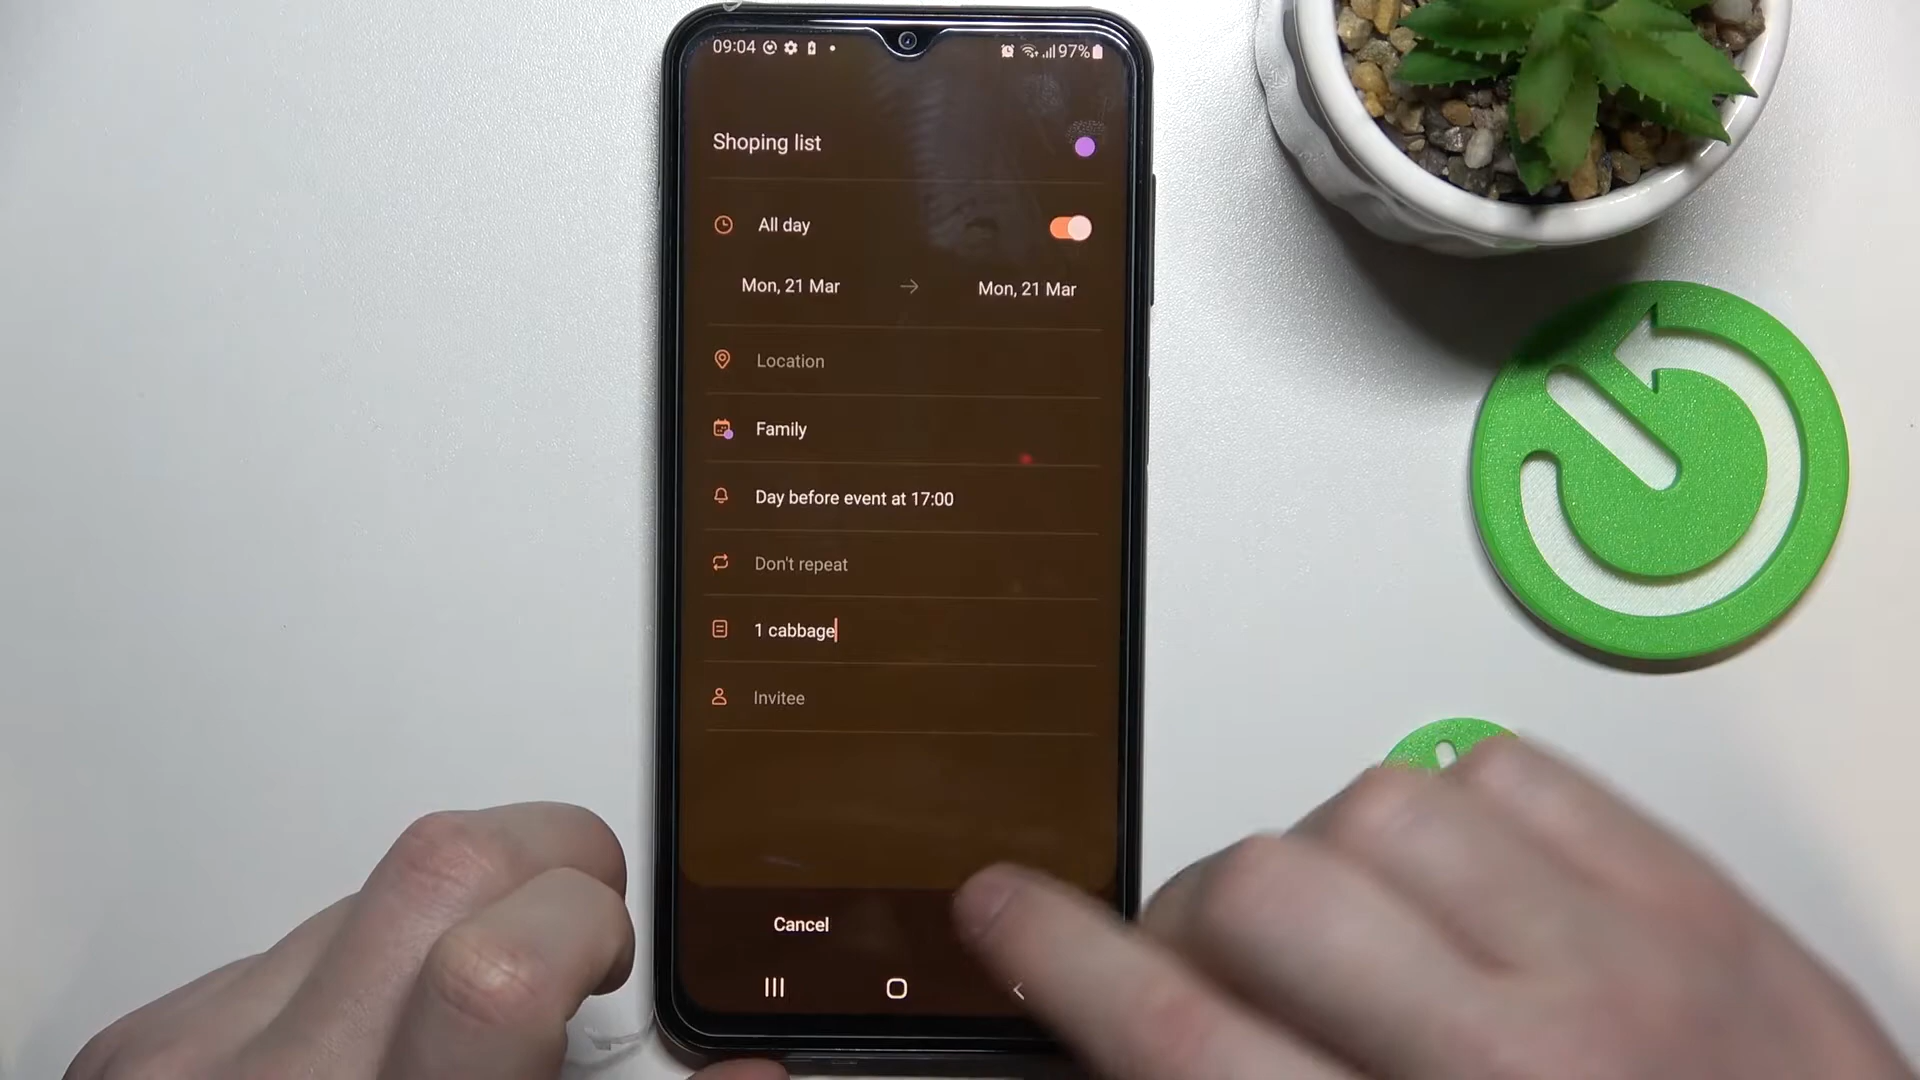 09:04 97%
Shoping list
All day
Mon, 21 Mar → Mon, 21 Mar
Location
Family
Day before event at 17:00
Don't repeat
1 cabbage
Invitee
Cancel